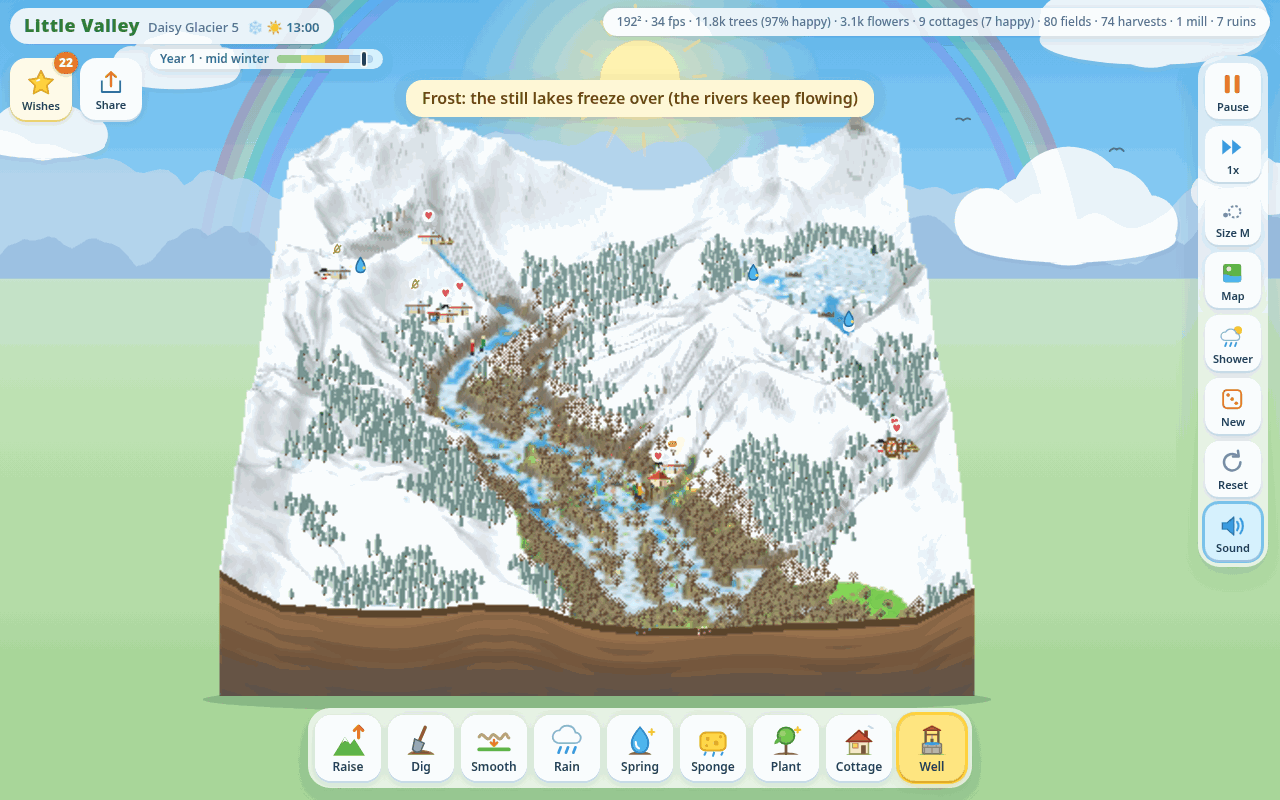 Little Valley Daisy Glacier 5 13:00
192² · 34 fps · 11.8k trees (97% happy) · 3.1k flowers · 9 cottages (7 happy) · 80 fields · 74 harvests · 1 mill · 7 ruins
Year 1 · mid winter
22
Wishes
Share
Frost: the still lakes freeze over (the rivers keep flowing)
Pause
1x
Size M
Map
Shower
New
Reset
Sound
Raise
Dig
Smooth
Rain
Spring
Sponge
Plant
Cottage
Well